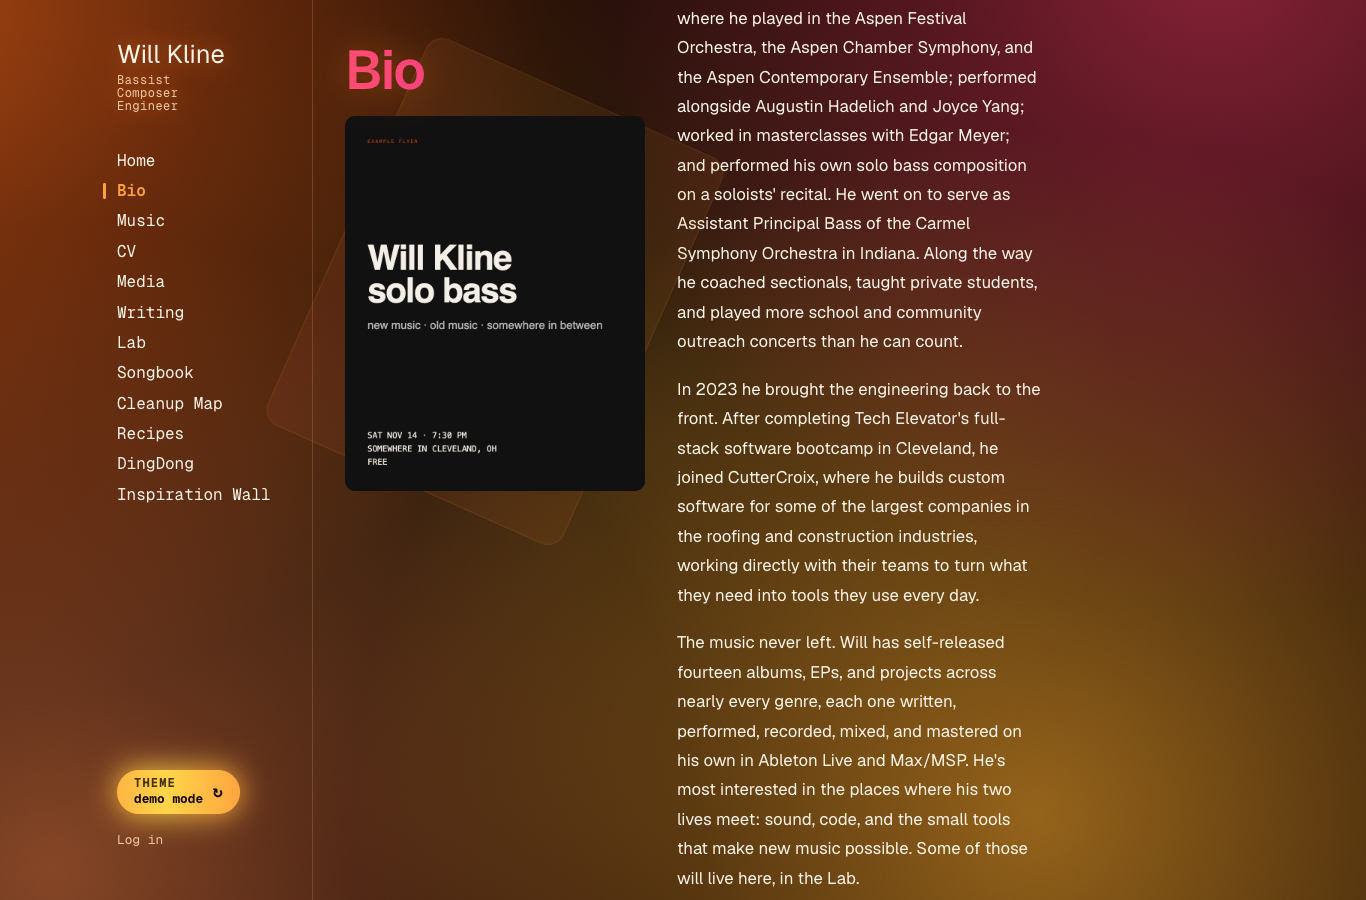 Will Kline
Bassist
Composer
Engineer
Home
Bio
Music
CV
Media
Writing
Lab
Songbook
Cleanup Map
Recipes
DingDong
Inspiration Wall
THEME
demo mode ↻
Log in
Bio
EXAMPLE FLYER
Will Kline
solo bass
new music · old music · somewhere in between
SAT NOV 14 · 7:30 PM
SOMEWHERE IN CLEVELAND, OH
FREE
where he played in the Aspen Festival
Orchestra, the Aspen Chamber Symphony, and
the Aspen Contemporary Ensemble; performed
alongside Augustin Hadelich and Joyce Yang;
worked in masterclasses with Edgar Meyer;
and performed his own solo bass composition
on a soloists' recital. He went on to serve as
Assistant Principal Bass of the Carmel
Symphony Orchestra in Indiana. Along the way
he coached sectionals, taught private students,
and played more school and community
outreach concerts than he can count.
In 2023 he brought the engineering back to the
front. After completing Tech Elevator's full-
stack software bootcamp in Cleveland, he
joined CutterCroix, where he builds custom
software for some of the largest companies in
the roofing and construction industries,
working directly with their teams to turn what
they need into tools they use every day.
The music never left. Will has self-released
fourteen albums, EPs, and projects across
nearly every genre, each one written,
performed, recorded, mixed, and mastered on
his own in Ableton Live and Max/MSP. He's
most interested in the places where his two
lives meet: sound, code, and the small tools
that make new music possible. Some of those
will live here, in the Lab.